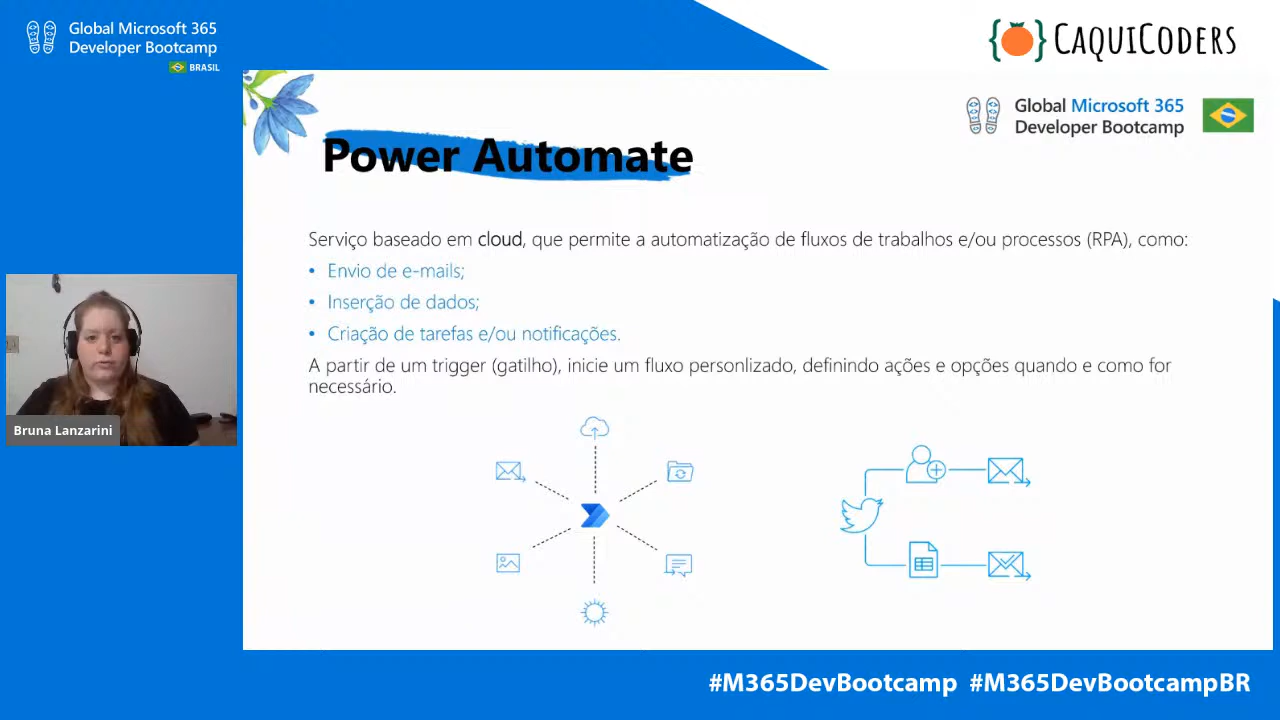 Global Microsoft 365
Developer Bootcamp
BRASIL
{ } CAQUICODERS
Global Microsoft 365
Developer Bootcamp
Power Automate
Serviço baseado em cloud, que permite a automatização de fluxos de trabalhos e/ou processos (RPA), como:
• Envio de e-mails;
• Inserção de dados;
• Criação de tarefas e/ou notificações.
A partir de um trigger (gatilho), inicie um fluxo personlizado, definindo ações e opções quando e como for
necessário.
Bruna Lanzarini
#M365DevBootcamp #M365DevBootcampBR